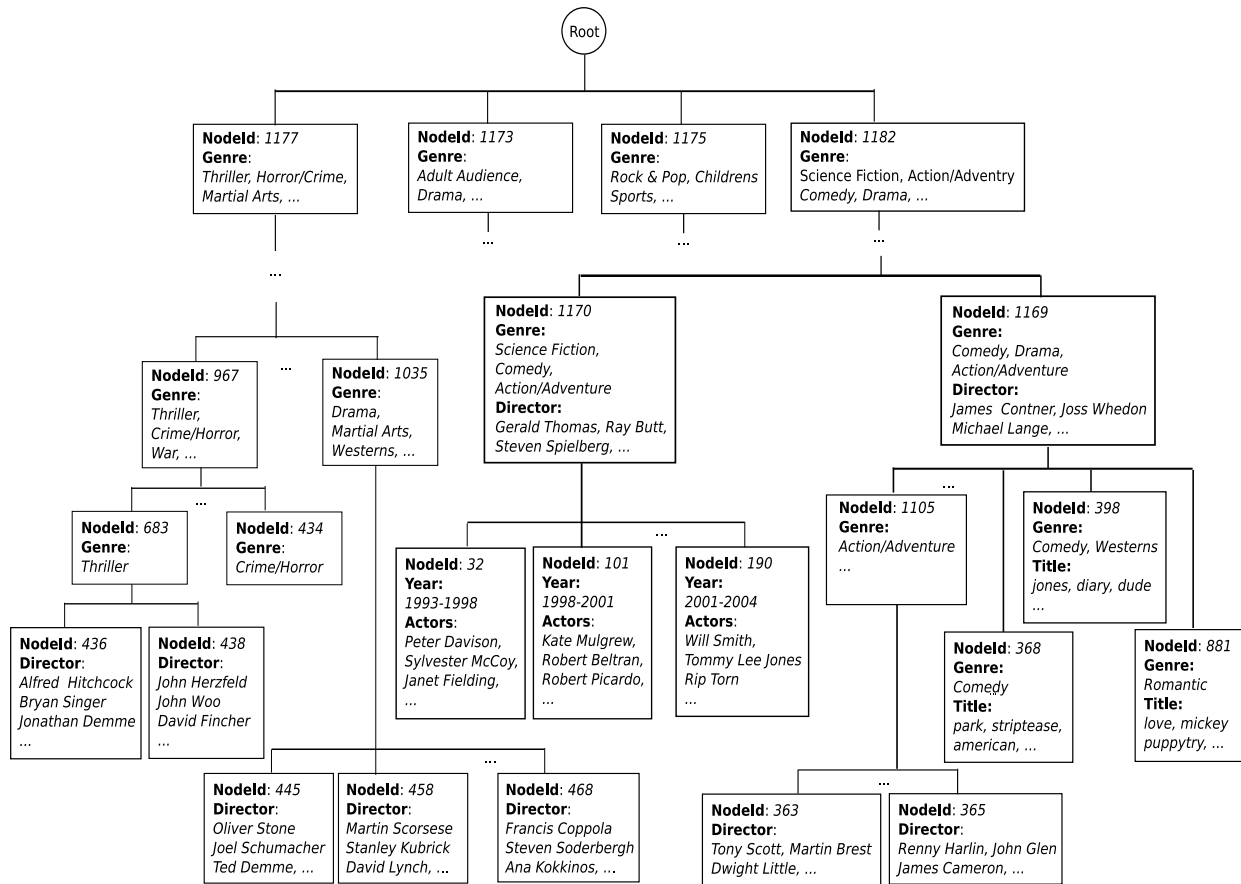 Root
NodeId: 1177
Genre:
Thriller, Horror/Crime,
Martial Arts, ...
NodeId: 1173
Genre:
Adult Audience,
Drama, ...
NodeId: 1175
Genre:
Rock & Pop, Childrens
Sports, ...
NodeId: 1182
Genre:
Science Fiction, Action/Adventry
Comedy, Drama, ...
...
...
...
...
NodeId: 1170
Genre:
Science Fiction,
Comedy,
Action/Adventure
Director:
Gerald Thomas, Ray Butt,
Steven Spielberg, ...
NodeId: 1169
Genre:
Comedy, Drama,
Action/Adventure
Director:
James Contner, Joss Whedon
Michael Lange, ...
NodeId: 967
Genre:
Thriller,
Crime/Horror,
War, ...
...
NodeId: 1035
Genre:
Drama,
Martial Arts,
Westerns, ...
NodeId: 683
Genre:
Thriller
...
NodeId: 434
Genre:
Crime/Horror
NodeId: 436
Director:
Alfred Hitchcock
Bryan Singer
Jonathan Demme
...
NodeId: 438
Director:
John Herzfeld
John Woo
David Fincher
...
NodeId: 32
Year:
1993-1998
Actors:
Peter Davison,
Sylvester McCoy,
Janet Fielding,
...
NodeId: 101
Year:
1998-2001
Actors:
Kate Mulgrew,
Robert Beltran,
Robert Picardo,
...
...
NodeId: 190
Year:
2001-2004
Actors:
Will Smith,
Tommy Lee Jones
Rip Torn
...
NodeId: 1105
Genre:
Action/Adventure
...
...
NodeId: 398
Genre:
Comedy, Westerns
Title:
jones, diary, dude
...
NodeId: 368
Genre:
Comedy
Title:
park, striptease,
american, ...
NodeId: 881
Genre:
Romantic
Title:
love, mickey
puppytry, ...
NodeId: 445
Director:
Oliver Stone
Joel Schumacher
Ted Demme, ...
NodeId: 458
Director:
Martin Scorsese
Stanley Kubrick
David Lynch, ...
...
NodeId: 468
Director:
Francis Coppola
Steven Soderbergh
Ana Kokkinos, ...
NodeId: 363
Director:
Tony Scott, Martin Brest
Dwight Little, ...
...
NodeId: 365
Director:
Renny Harlin, John Glen
James Cameron, ...